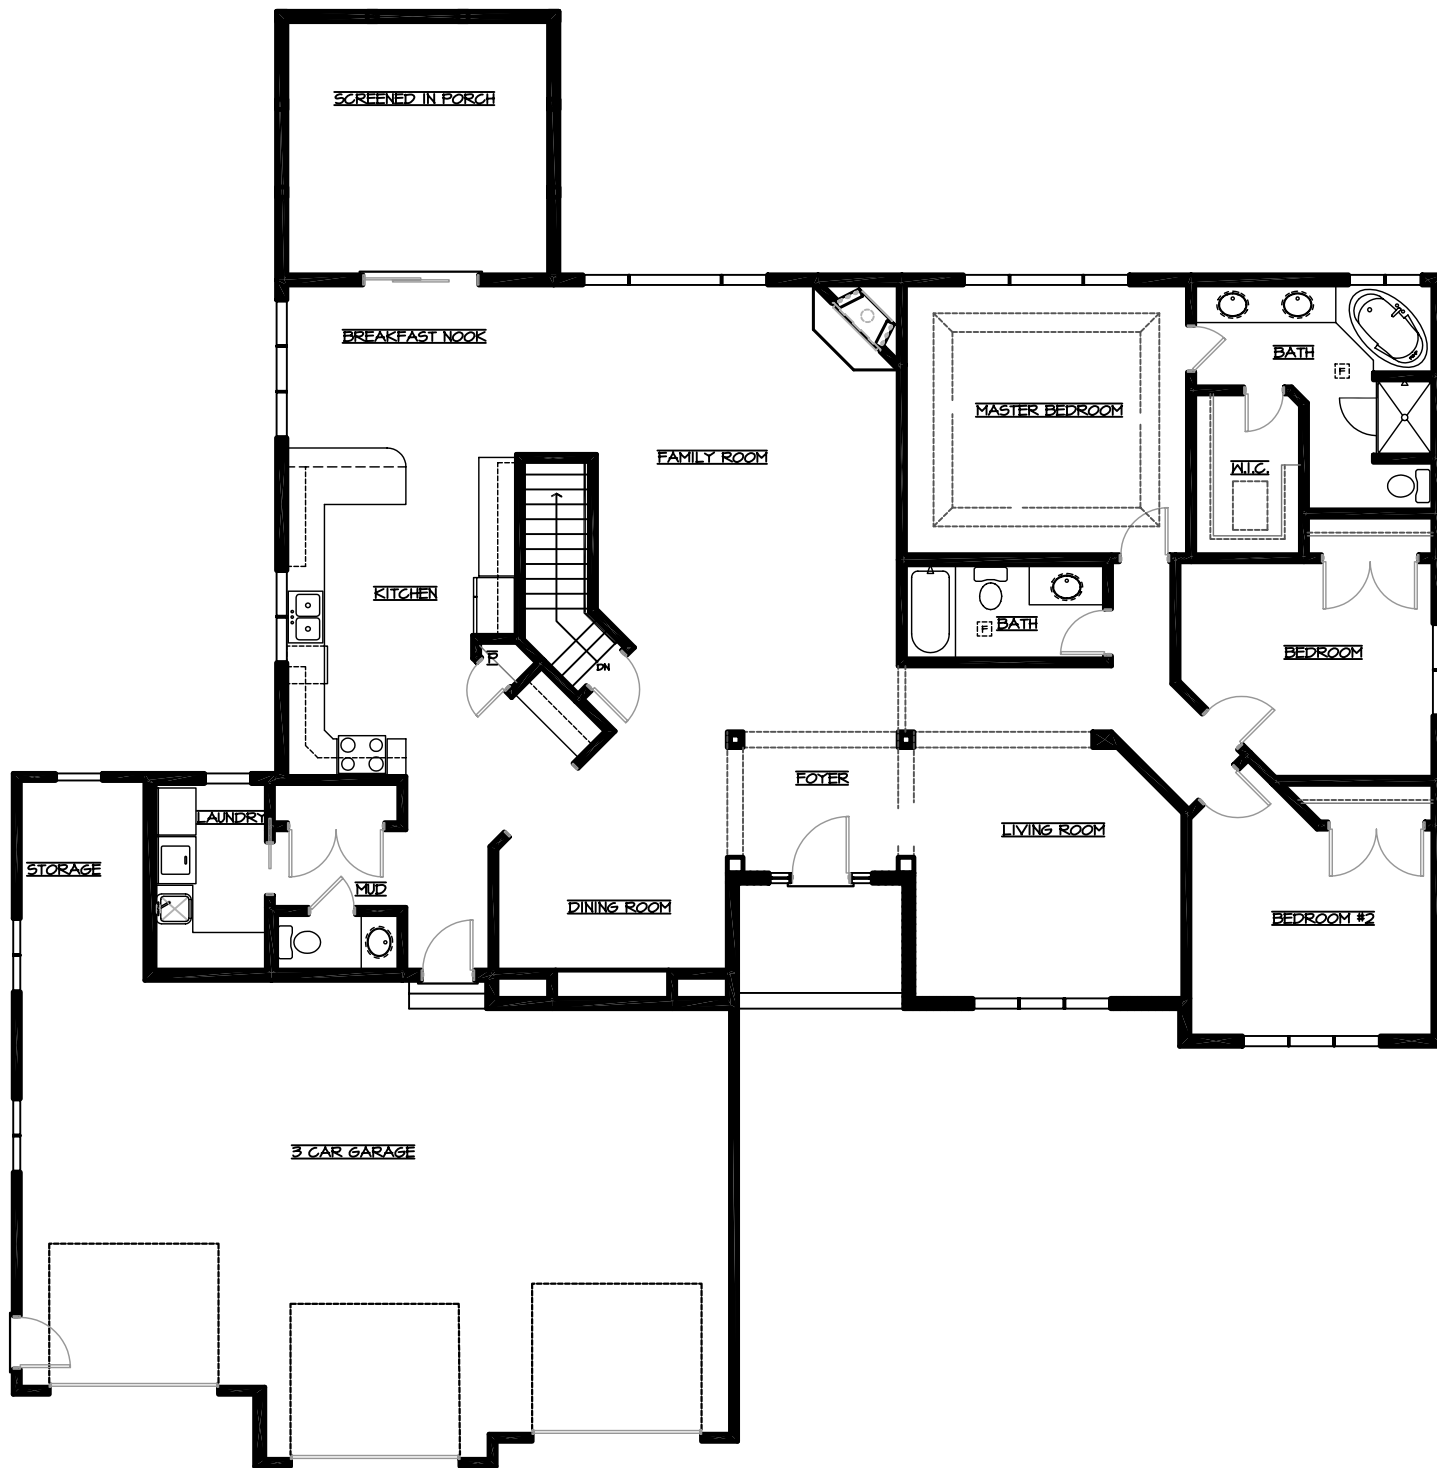 SCREENED IN PORCH
BREAKFAST NOOK
BATH
F
MASTER BEDROOM
FAMILY ROOM
W.I.C.
KITCHEN
F
BATH
BEDROOM
P
DN
FOYER
LAUNDRY
LIVING ROOM
STORAGE
MUD
DINING ROOM
BEDROOM #2
3 CAR GARAGE